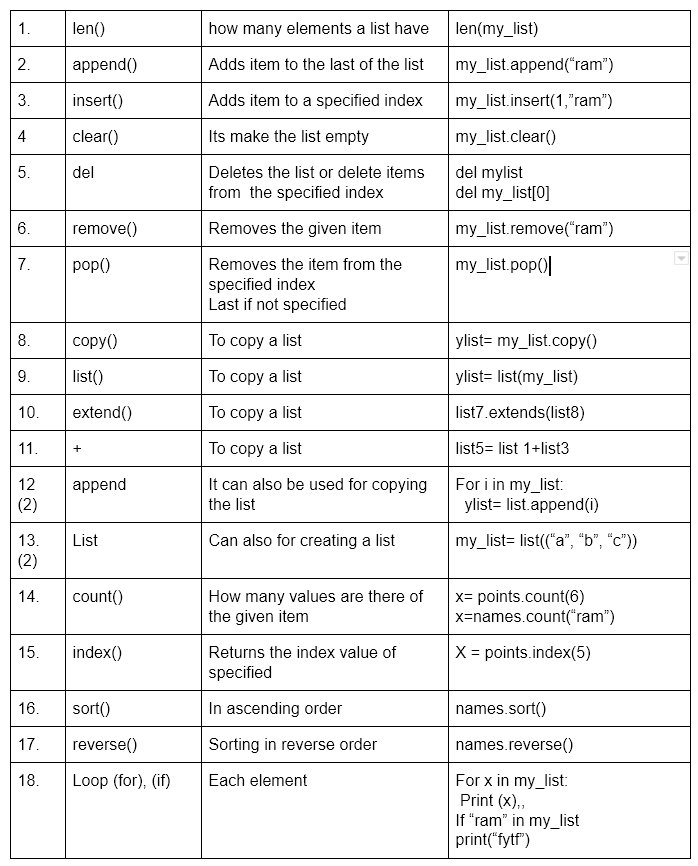 1. len() how many elements a list have len(my_list)
2. append() Adds item to the last of the list my_list.append(“ram”)
3. insert() Adds item to a specified index my_list.insert(1,”ram”)
4 clear() Its make the list empty my_list.clear()
5. del Deletes the list or delete items del mylist
from the specified index del my_list[0]
6. remove() Removes the given item my_list.remove(“ram”)
7. pop() Removes the item from the my_list.pop()
specified index
Last if not specified
8. copy() To copy a list ylist= my_list.copy()
9. list() To copy a list ylist= list(my_list)
10. extend() To copy a list list7.extends(list8)
11. + To copy a list list5= list 1+list3
12 append It can also be used for copying For i in my_list:
(2) the list ylist= list.append(i)
13. List Can also for creating a list my_list= list((“a”, “b”, “c”))
(2)
14. count() How many values are there of x= points.count(6)
the given item x=names.count(“ram”)
15. index() Returns the index value of X = points.index(5)
specified
16. sort() In ascending order names.sort()
17. reverse() Sorting in reverse order names.reverse()
18. Loop (for), (if) Each element For x in my_list:
Print (x),,
If “ram” in my_list
print(“fytf”)